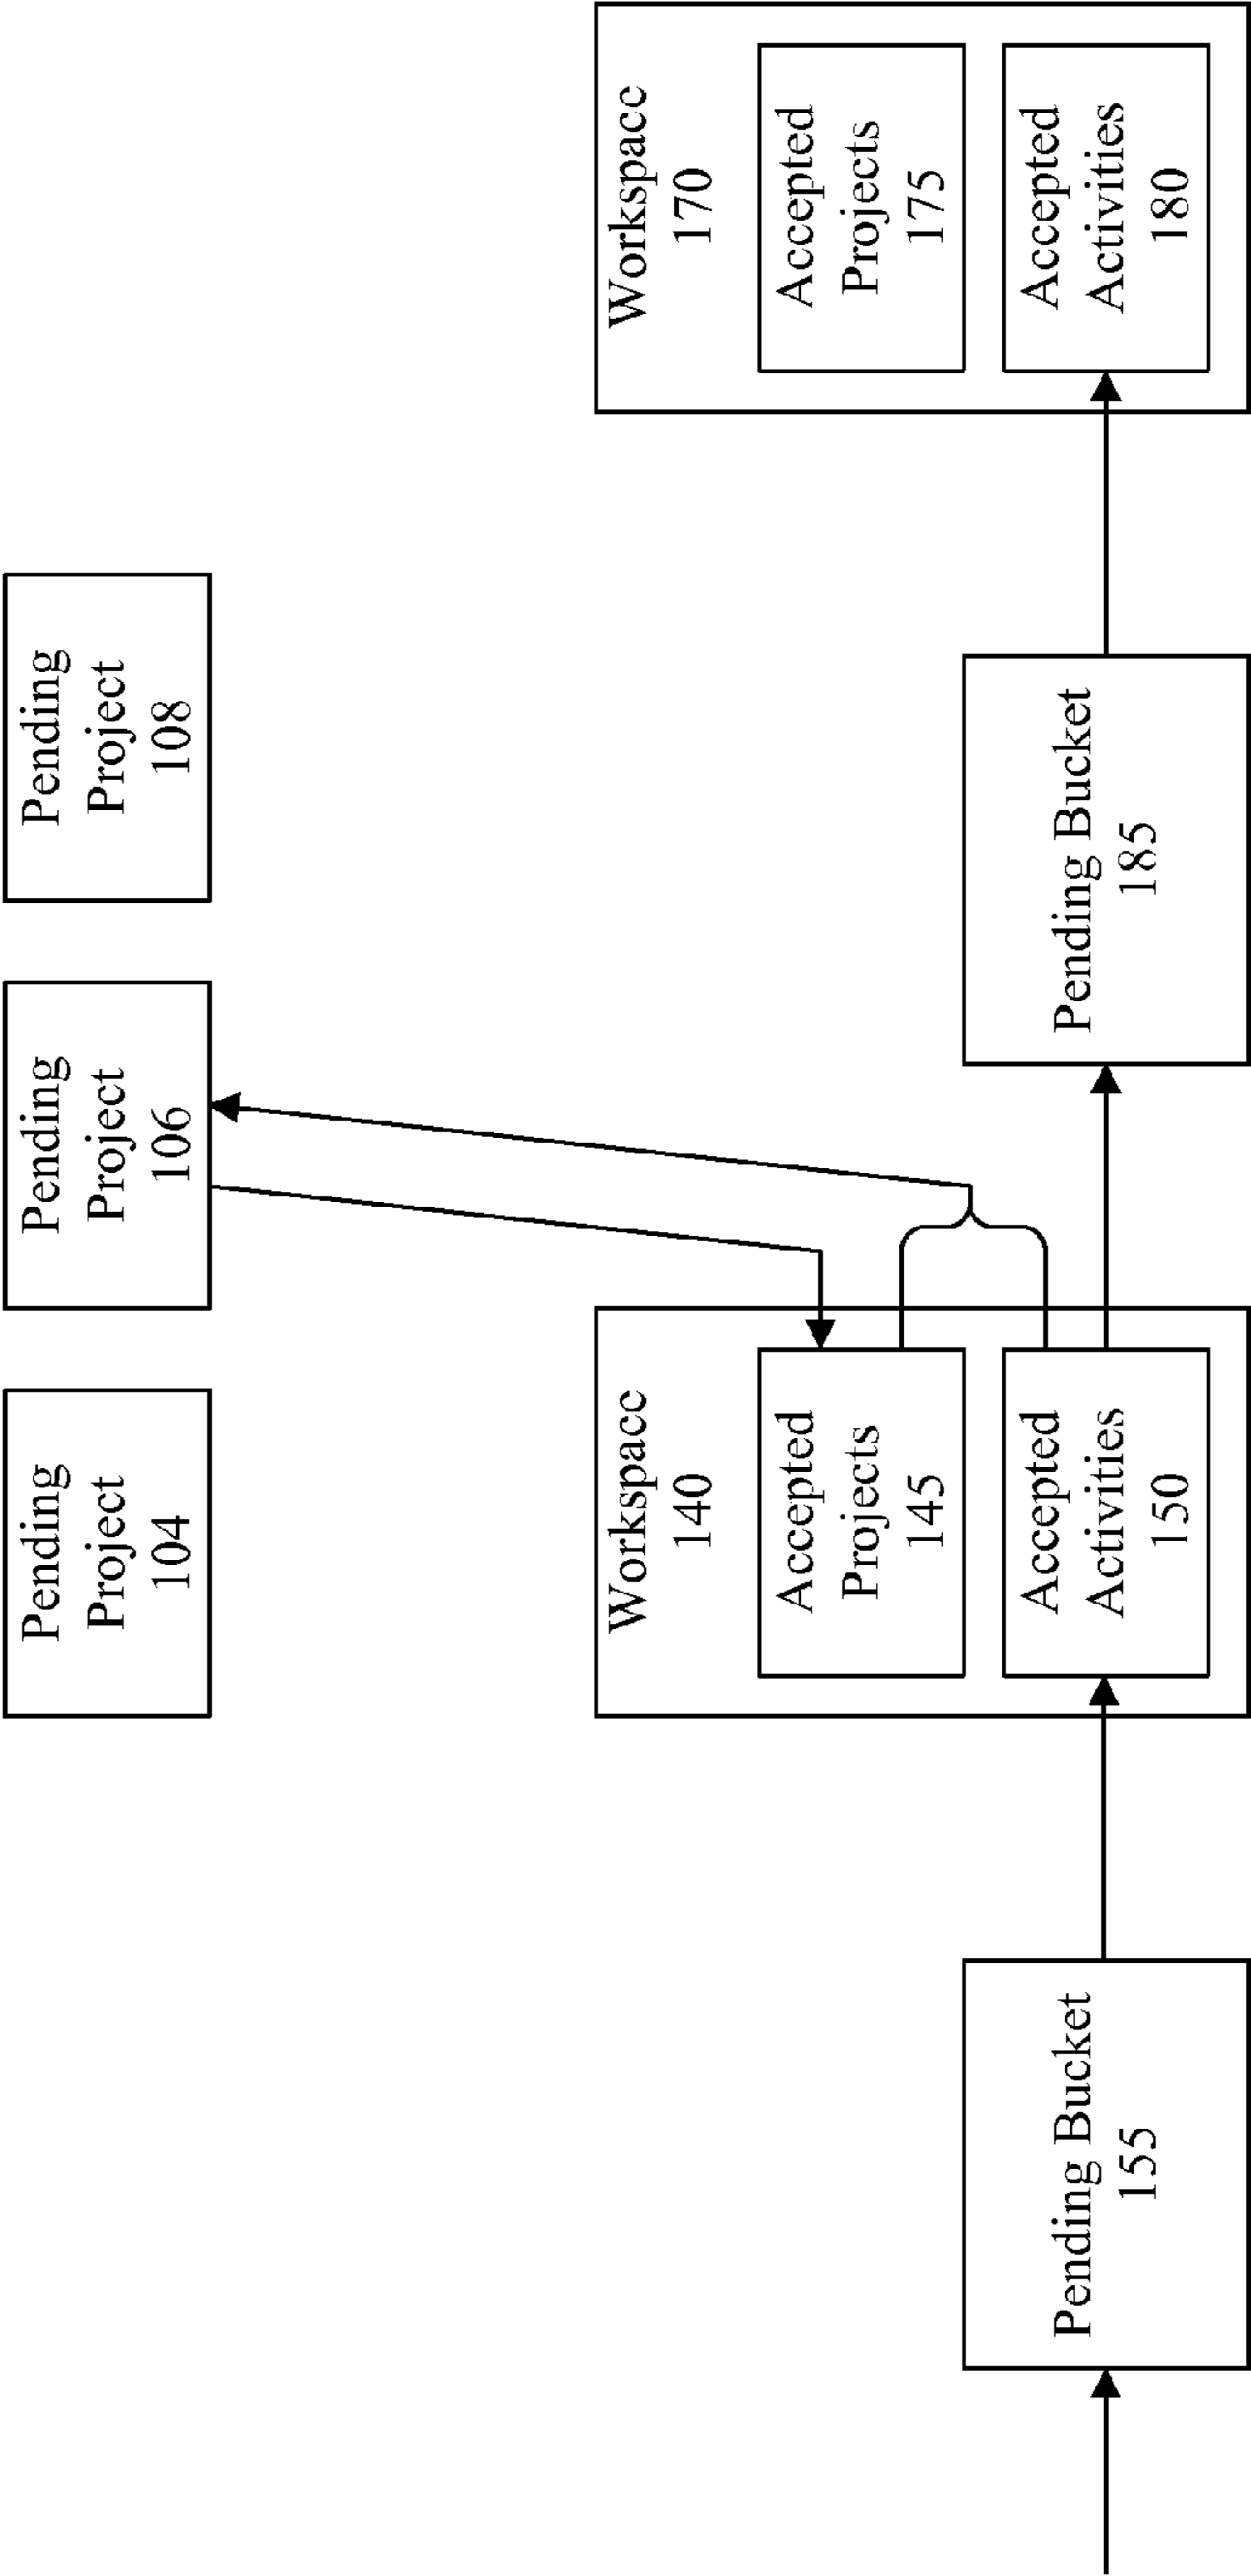 Pending
Project
104
Pending
Project
106
Pending
Project
108
Workspace
140
Accepted
Projects
145
Accepted
Activities
150
Workspace
170
Accepted
Projects
175
Accepted
Activities
180
Pending Bucket
155
Pending Bucket
185